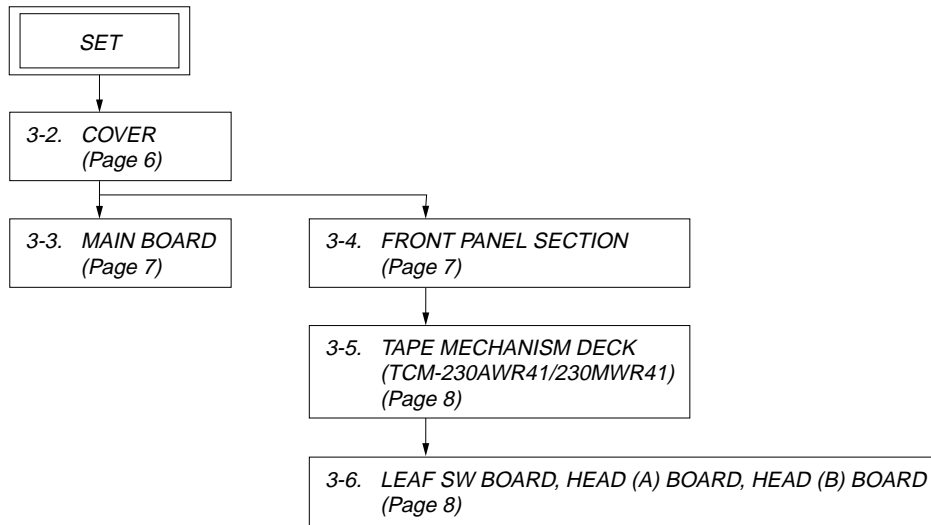 SET
3-2. COVER
(Page 6)
3-3. MAIN BOARD
(Page 7)
3-4. FRONT PANEL SECTION
(Page 7)
3-5. TAPE MECHANISM DECK
(TCM-230AWR41/230MWR41)
(Page 8)
3-6. LEAF SW BOARD, HEAD (A) BOARD, HEAD (B) BOARD
(Page 8)